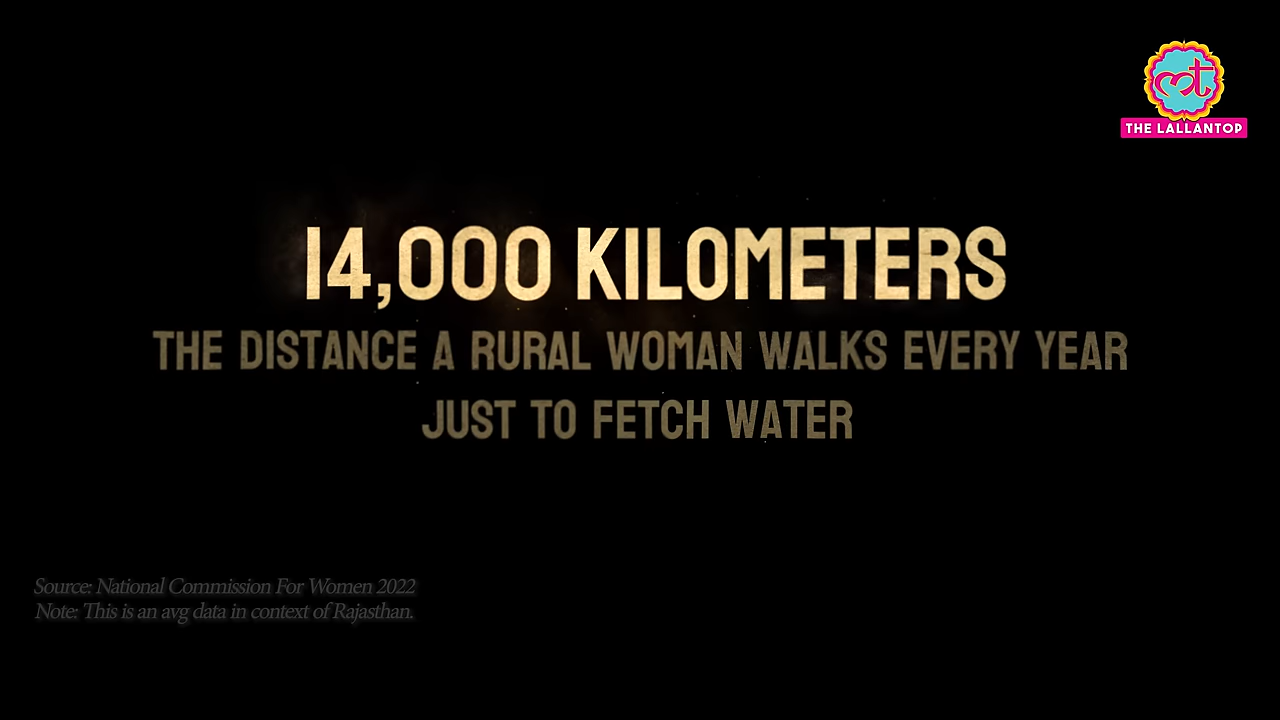 लt
THE LALLANTOP
14,000 KILOMETERS
THE DISTANCE A RURAL WOMAN WALKS EVERY YEAR
JUST TO FETCH WATER
Source: National Commission For Women 2022
Note: This is an avg data in context of Rajasthan.